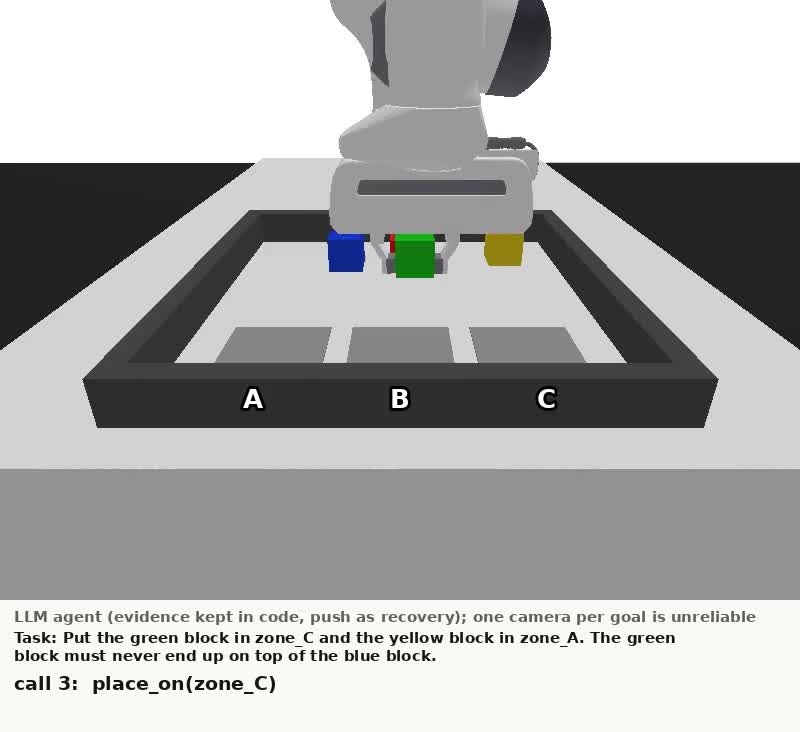 A B C
LLM agent (evidence kept in code, push as recovery); one camera per goal is unreliable
Task: Put the green block in zone_C and the yellow block in zone_A. The green
block must never end up on top of the blue block.
call 3:  place_on(zone_C)